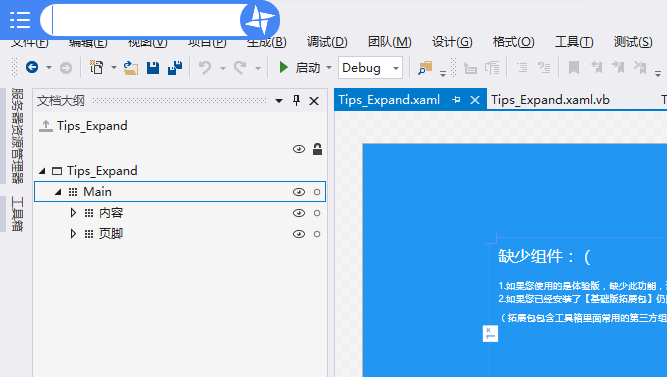 文件(F) 编辑(E) 视图(V) 项目(P) 生成(B) 调试(D) 团队(M) 设计(G) 格式(O) 工具(T) 测试(S)
启动 Debug
服务器资源管理器
工具箱
文档大纲
Tips_Expand
Tips_Expand
Main
内容
页脚
Tips_Expand.xaml Tips_Expand.xaml.vb
缺少组件：（
1.如果您使用的是体验版，缺少此功能，
2.如果您已经安装了【基础版拓展包】仍
（拓展包包含工具箱里面常用的第三方组